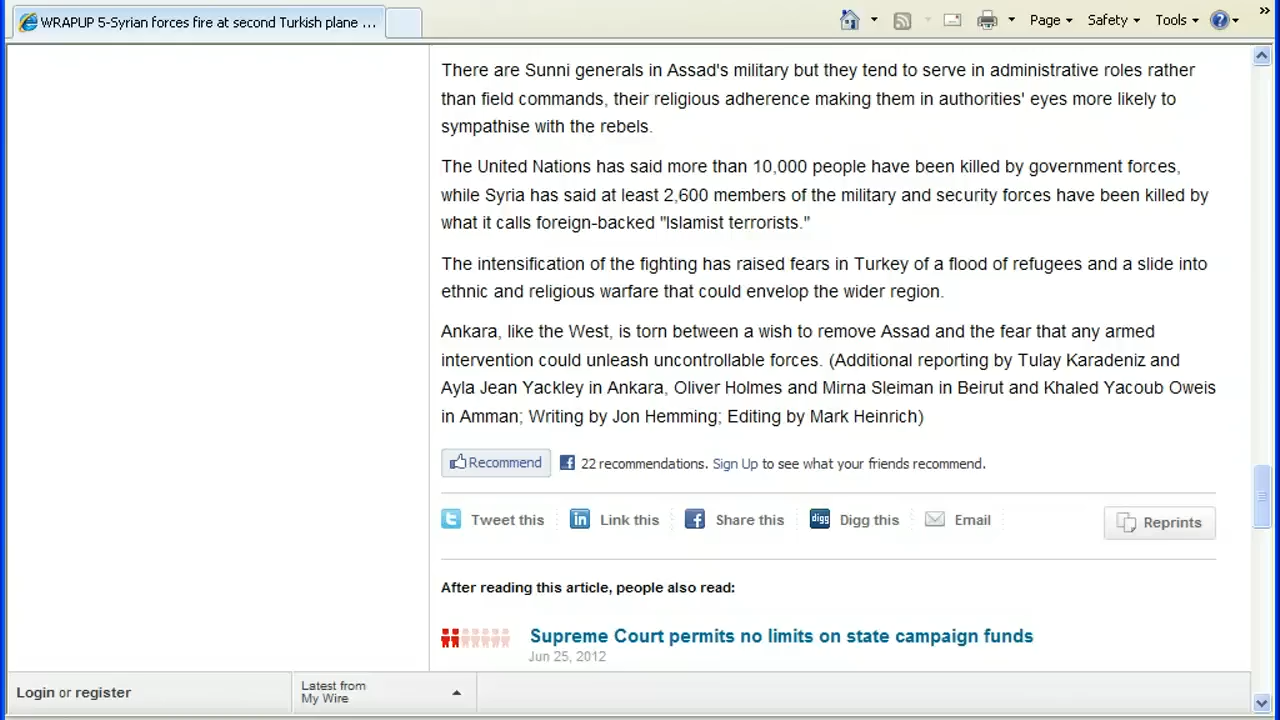 WRAPUP 5-Syrian forces fire at second Turkish plane ...
Page
Safety
Tools
There are Sunni generals in Assad's military but they tend to serve in administrative roles rather
than field commands, their religious adherence making them in authorities' eyes more likely to
sympathise with the rebels.
The United Nations has said more than 10,000 people have been killed by government forces,
while Syria has said at least 2,600 members of the military and security forces have been killed by
what it calls foreign-backed "Islamist terrorists."
The intensification of the fighting has raised fears in Turkey of a flood of refugees and a slide into
ethnic and religious warfare that could envelop the wider region.
Ankara, like the West, is torn between a wish to remove Assad and the fear that any armed
intervention could unleash uncontrollable forces. (Additional reporting by Tulay Karadeniz and
Ayla Jean Yackley in Ankara, Oliver Holmes and Mirna Sleiman in Beirut and Khaled Yacoub Oweis
in Amman; Writing by Jon Hemming; Editing by Mark Heinrich)
Recommend
22 recommendations. Sign Up to see what your friends recommend.
Tweet this
Link this
Share this
digg Digg this
Email
Reprints
After reading this article, people also read:
Supreme Court permits no limits on state campaign funds
Jun 25, 2012
Login or register
Latest from
My Wire